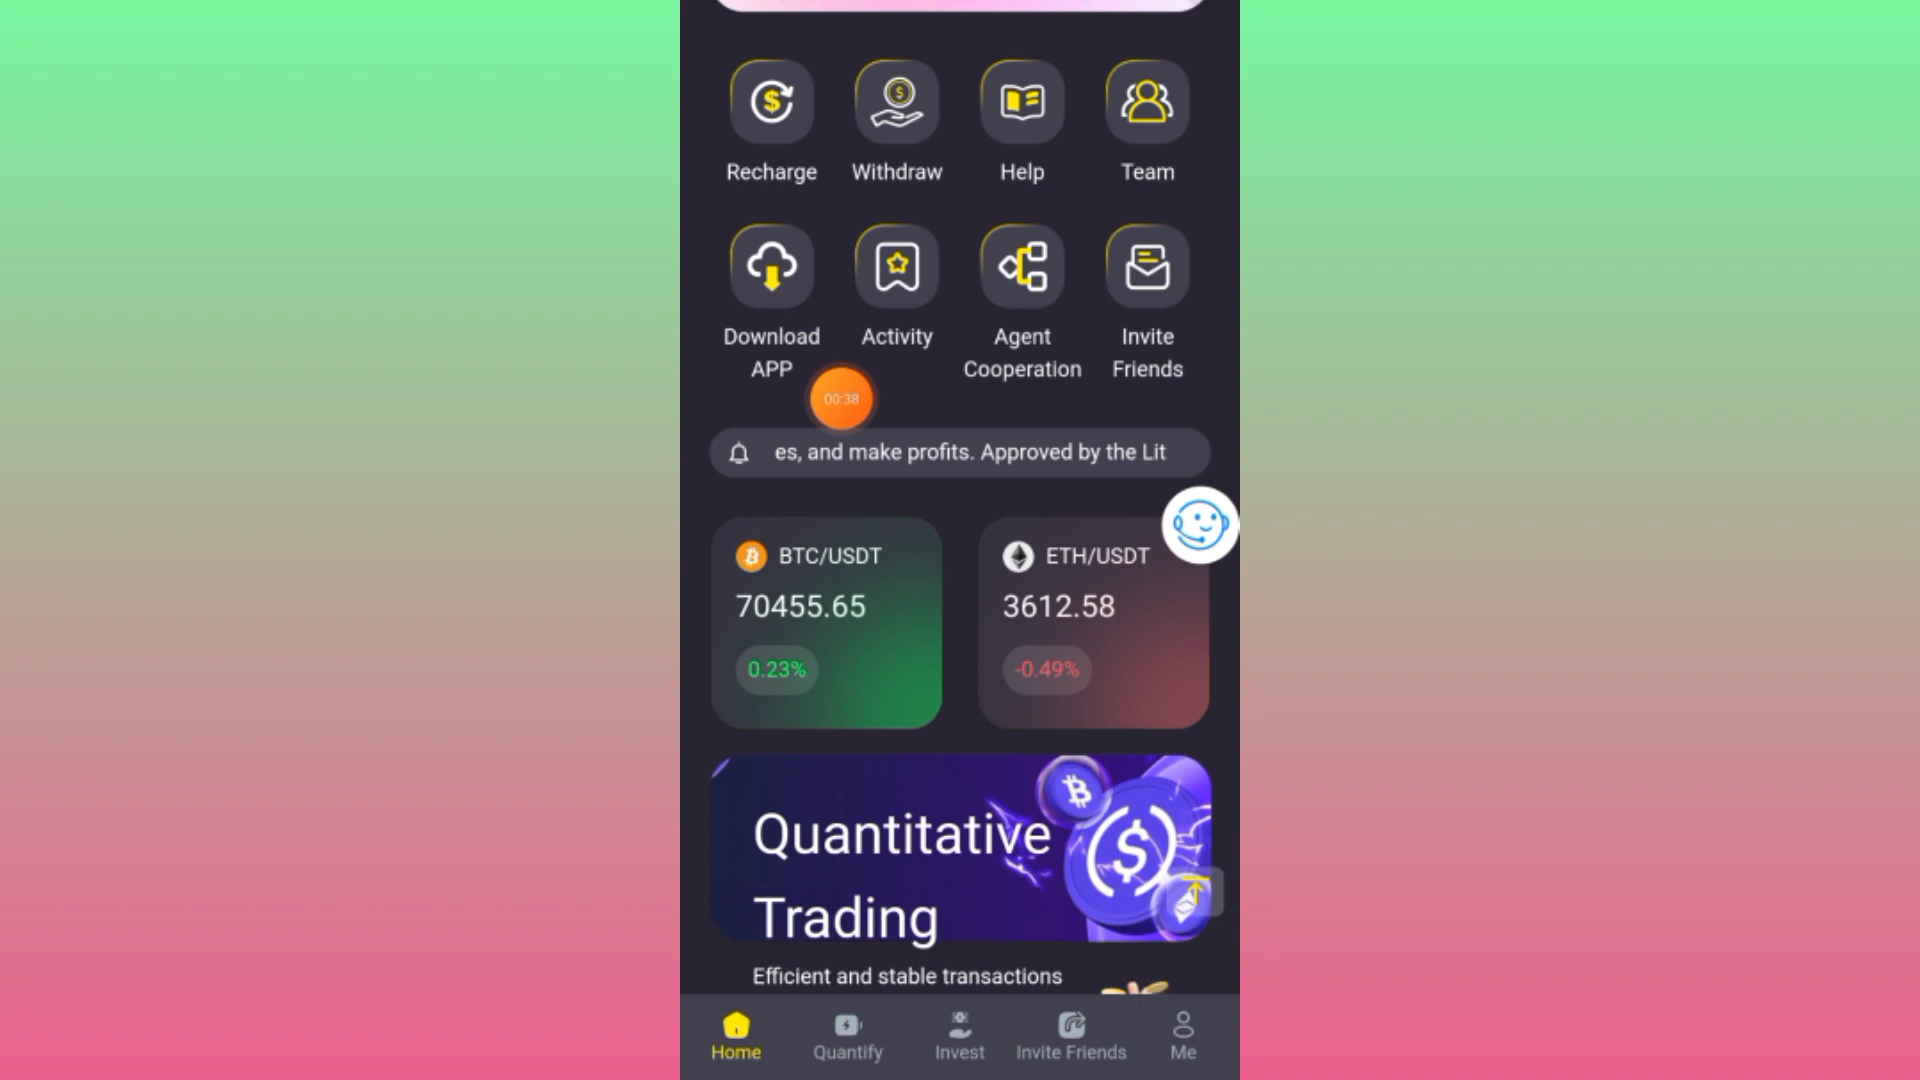 Recharge Withdraw Help Team
Download APP
Activity
Agent Cooperation
Invite Friends
00:38
es, and make profits. Approved by the Lit
BTC/USDT
70455.65
0.23%
ETH/USDT
3612.58
-0.49%
Quantitative
Trading
Efficient and stable transactions
Home Quantify Invest Invite Friends Me